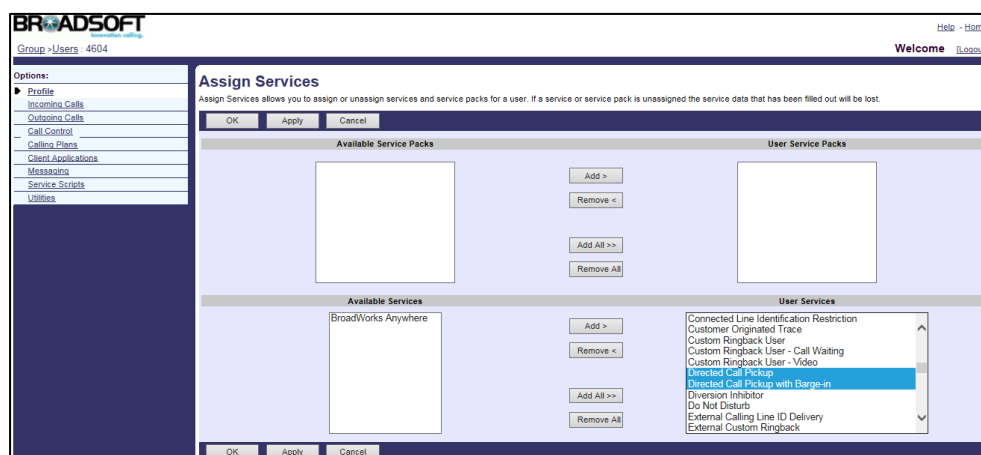 BROADSOFT
innovation calling.
Help - Hom
Group >Users : 4604
Welcome [Logou
Options:
Profile
Incoming Calls
Outgoing Calls
Call Control
Calling Plans
Client Applications
Messaging
Service Scripts
Utilities
Assign Services
Assign Services allows you to assign or unassign services and service packs for a user. If a service or service pack is unassigned the service data that has been filled out will be lost.
OK Apply Cancel
Available Service Packs User Service Packs
Add >
Remove <
Add All >>
Remove All
Available Services User Services
BroadWorks Anywhere
Add >
Remove <
Add All >>
Remove All
Connected Line Identification Restriction
Customer Originated Trace
Custom Ringback User
Custom Ringback User - Call Waiting
Custom Ringback User - Video
Directed Call Pickup
Directed Call Pickup with Barge-in
Diversion Inhibitor
Do Not Disturb
External Calling Line ID Delivery
External Custom Ringback
OK Apply Cancel